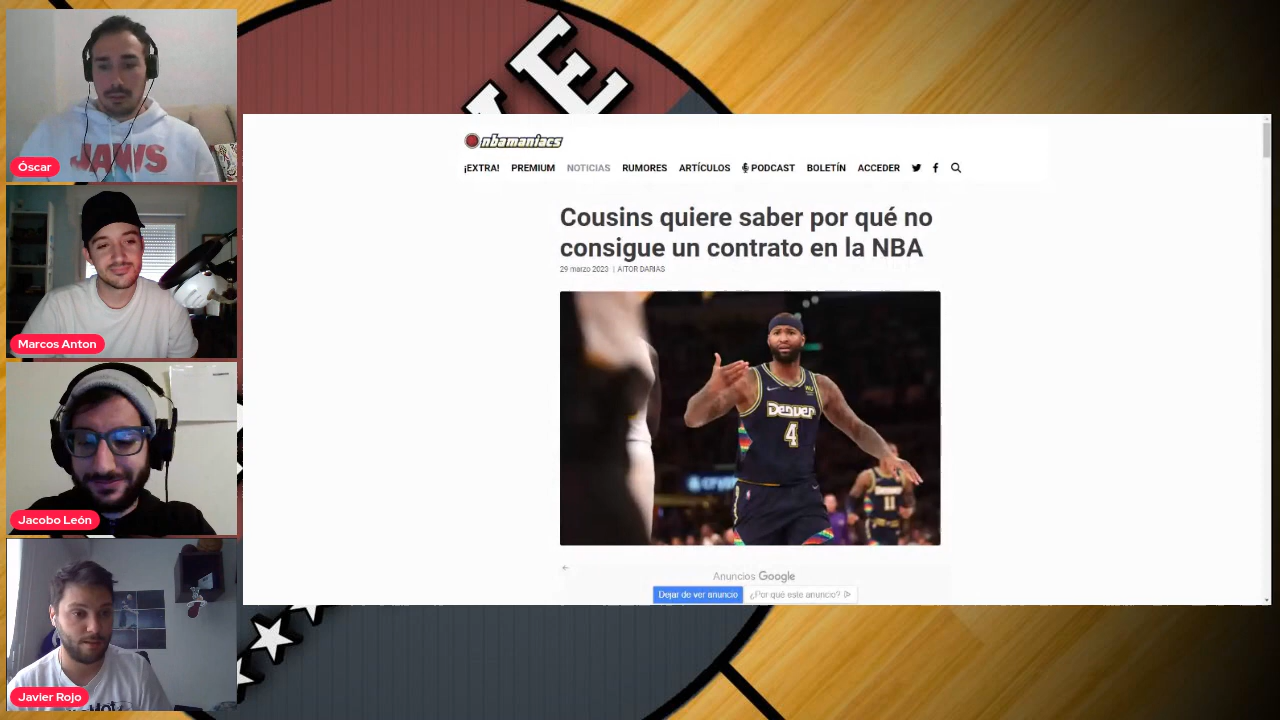 Óscar
JAWS
Marcos Anton
Jacobo León
Javier Rojo
nbamaniacs
¡EXTRA! PREMIUM NOTICIAS RUMORES ARTÍCULOS PODCAST BOLETÍN ACCEDER
Cousins quiere saber por qué no
consigue un contrato en la NBA
29 marzo 2023 | AITOR DARIAS
Denver
4
11
Anuncios Google
Dejar de ver anuncio ¿Por qué este anuncio?